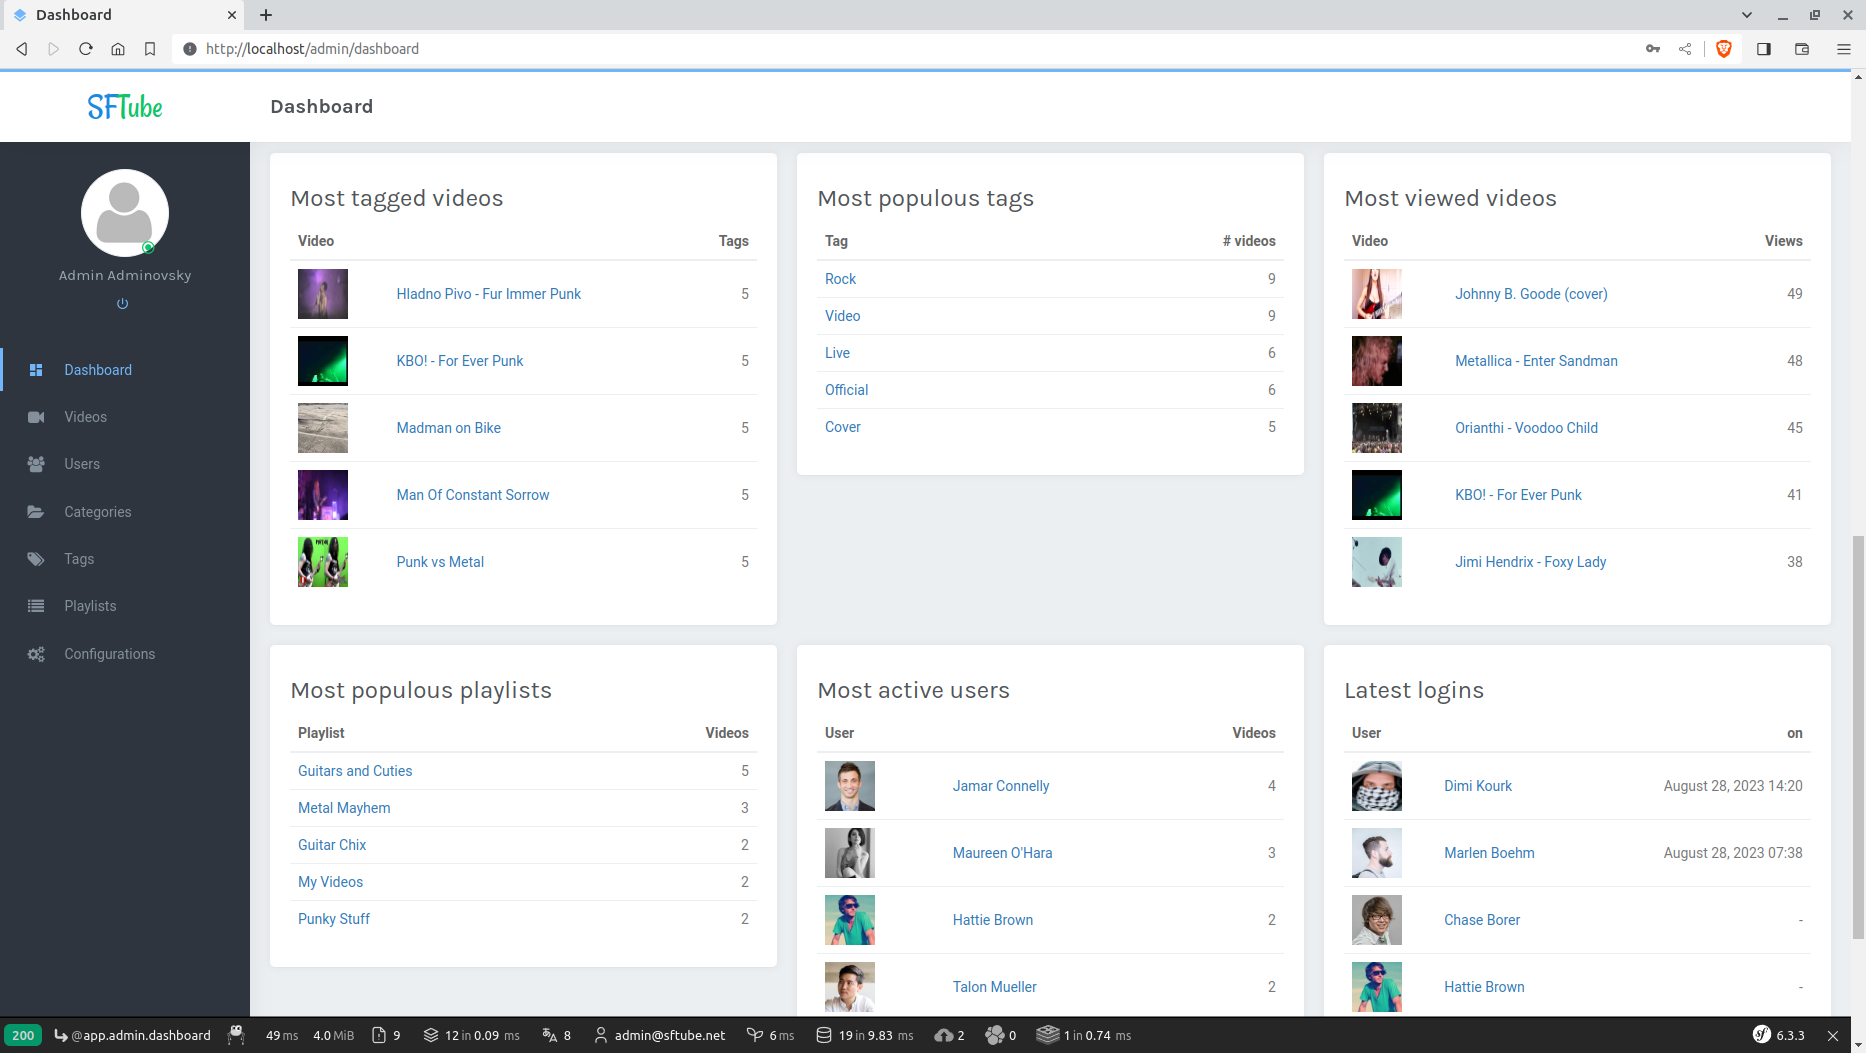 Dashboard
http://localhost/admin/dashboard
SFTube
Dashboard
Admin Adminovsky
Dashboard
Videos
Users
Categories
Tags
Playlists
Configurations
Most tagged videos
Video Tags
Hladno Pivo - Fur Immer Punk 5
KBO! - For Ever Punk 5
Madman on Bike 5
Man Of Constant Sorrow 5
Punk vs Metal 5
Most populous tags
Tag # videos
Rock 9
Video 9
Live 6
Official 6
Cover 5
Most viewed videos
Video Views
Johnny B. Goode (cover) 49
Metallica - Enter Sandman 48
Orianthi - Voodoo Child 45
KBO! - For Ever Punk 41
Jimi Hendrix - Foxy Lady 38
Most populous playlists
Playlist Videos
Guitars and Cuties 5
Metal Mayhem 3
Guitar Chix 2
My Videos 2
Punky Stuff 2
Most active users
User Videos
Jamar Connelly 4
Maureen O'Hara 3
Hattie Brown 2
Talon Mueller 2
Latest logins
User on
Dimi Kourk August 28, 2023 14:20
Marlen Boehm August 28, 2023 07:38
Chase Borer -
Hattie Brown -
200 @app.admin.dashboard 49 ms 4.0 MiB 9 12 in 0.09 ms 8 admin@sftube.net 6 ms 19 in 9.83 ms 2 0 1 in 0.74 ms sf 6.3.3